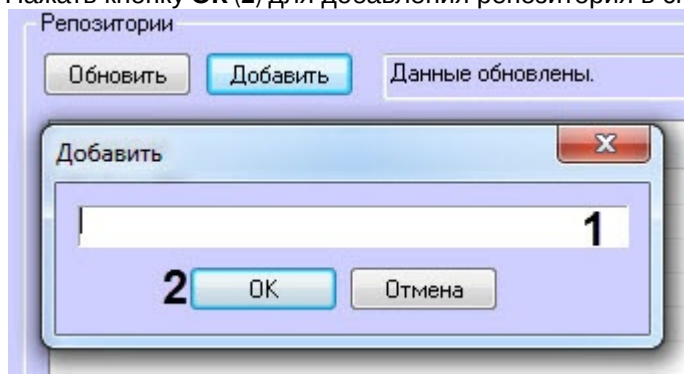 Нажать кнопку ОК (2) для добавления репозитория в
Репозитории
Обновить Добавить Данные обновлены.
Добавить
1
2 OK Отмена